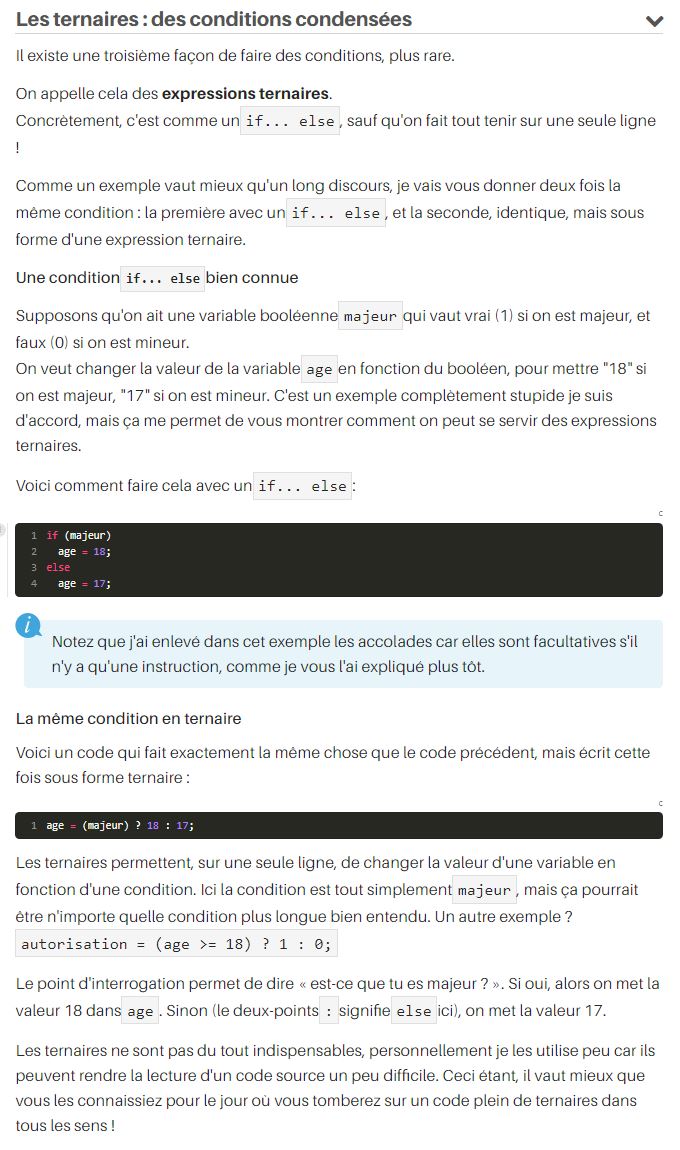 Les ternaires : des conditions condensées
Il existe une troisième façon de faire des conditions, plus rare.
On appelle cela des expressions ternaires.
Concrètement, c'est comme un if... else , sauf qu'on fait tout tenir sur une seule ligne
!
Comme un exemple vaut mieux qu'un long discours, je vais vous donner deux fois la
même condition : la première avec un if... else , et la seconde, identique, mais sous
forme d'une expression ternaire.
Une condition if... else bien connue
Supposons qu'on ait une variable booléenne majeur qui vaut vrai (1) si on est majeur, et
faux (0) si on est mineur.
On veut changer la valeur de la variable age en fonction du booléen, pour mettre "18" si
on est majeur, "17" si on est mineur. C'est un exemple complètement stupide je suis
d'accord, mais ça me permet de vous montrer comment on peut se servir des expressions
ternaires.
Voici comment faire cela avec un if... else :
c
1 if (majeur)
2 age = 18;
3 else
4 age = 17;
i
Notez que j'ai enlevé dans cet exemple les accolades car elles sont facultatives s'il
n'y a qu'une instruction, comme je vous l'ai expliqué plus tôt.
La même condition en ternaire
Voici un code qui fait exactement la même chose que le code précédent, mais écrit cette
fois sous forme ternaire :
c
1 age = (majeur) ? 18 : 17;
Les ternaires permettent, sur une seule ligne, de changer la valeur d'une variable en
fonction d'une condition. Ici la condition est tout simplement majeur , mais ça pourrait
être n'importe quelle condition plus longue bien entendu. Un autre exemple ?
autorisation = (age >= 18) ? 1 : 0;
Le point d'interrogation permet de dire « est-ce que tu es majeur ? ». Si oui, alors on met la
valeur 18 dans age . Sinon (le deux-points : signifie else ici), on met la valeur 17.
Les ternaires ne sont pas du tout indispensables, personnellement je les utilise peu car ils
peuvent rendre la lecture d'un code source un peu difficile. Ceci étant, il vaut mieux que
vous les connaissiez pour le jour où vous tomberez sur un code plein de ternaires dans
tous les sens !